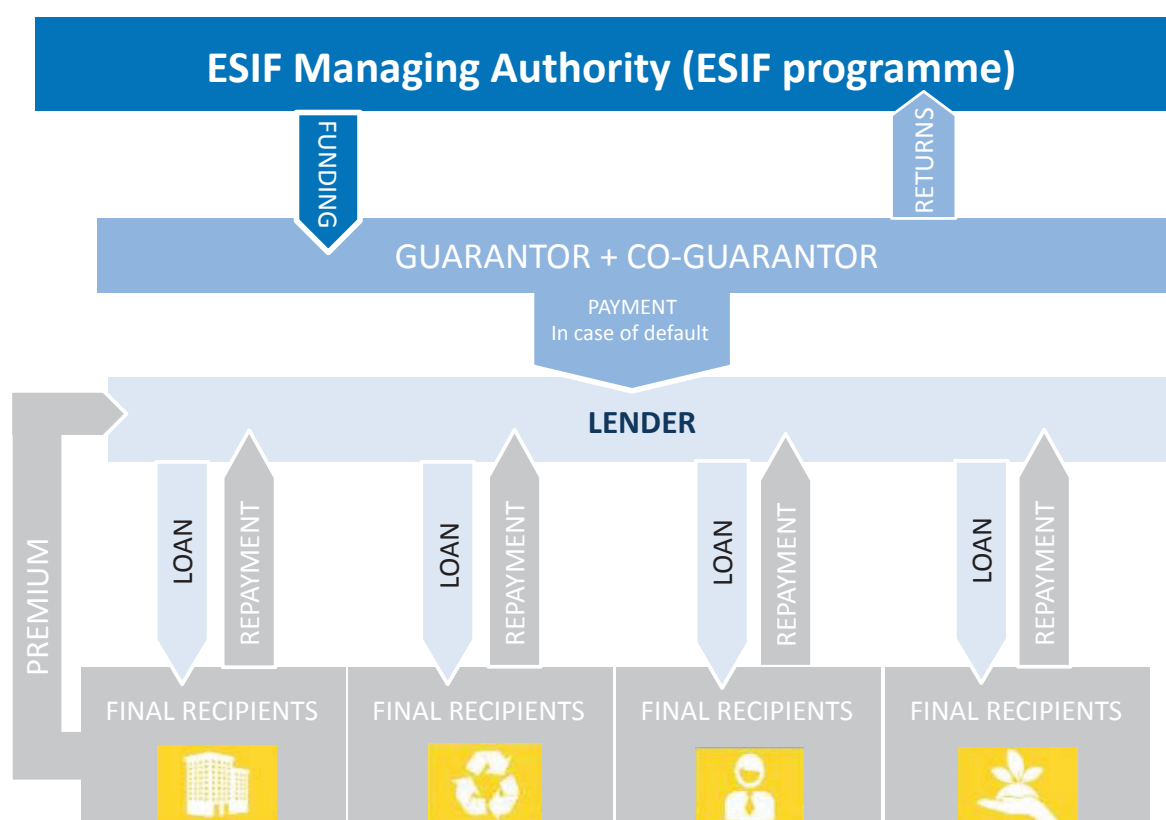 ESIF Managing Authority (ESIF programme)
FUNDING
RETURNS
GUARANTOR + CO-GUARANTOR
PAYMENT
In case of default
LENDER
PREMIUM
LOAN
REPAYMENT
LOAN
REPAYMENT
LOAN
REPAYMENT
LOAN
REPAYMENT
FINAL RECIPIENTS
FINAL RECIPIENTS
FINAL RECIPIENTS
FINAL RECIPIENTS